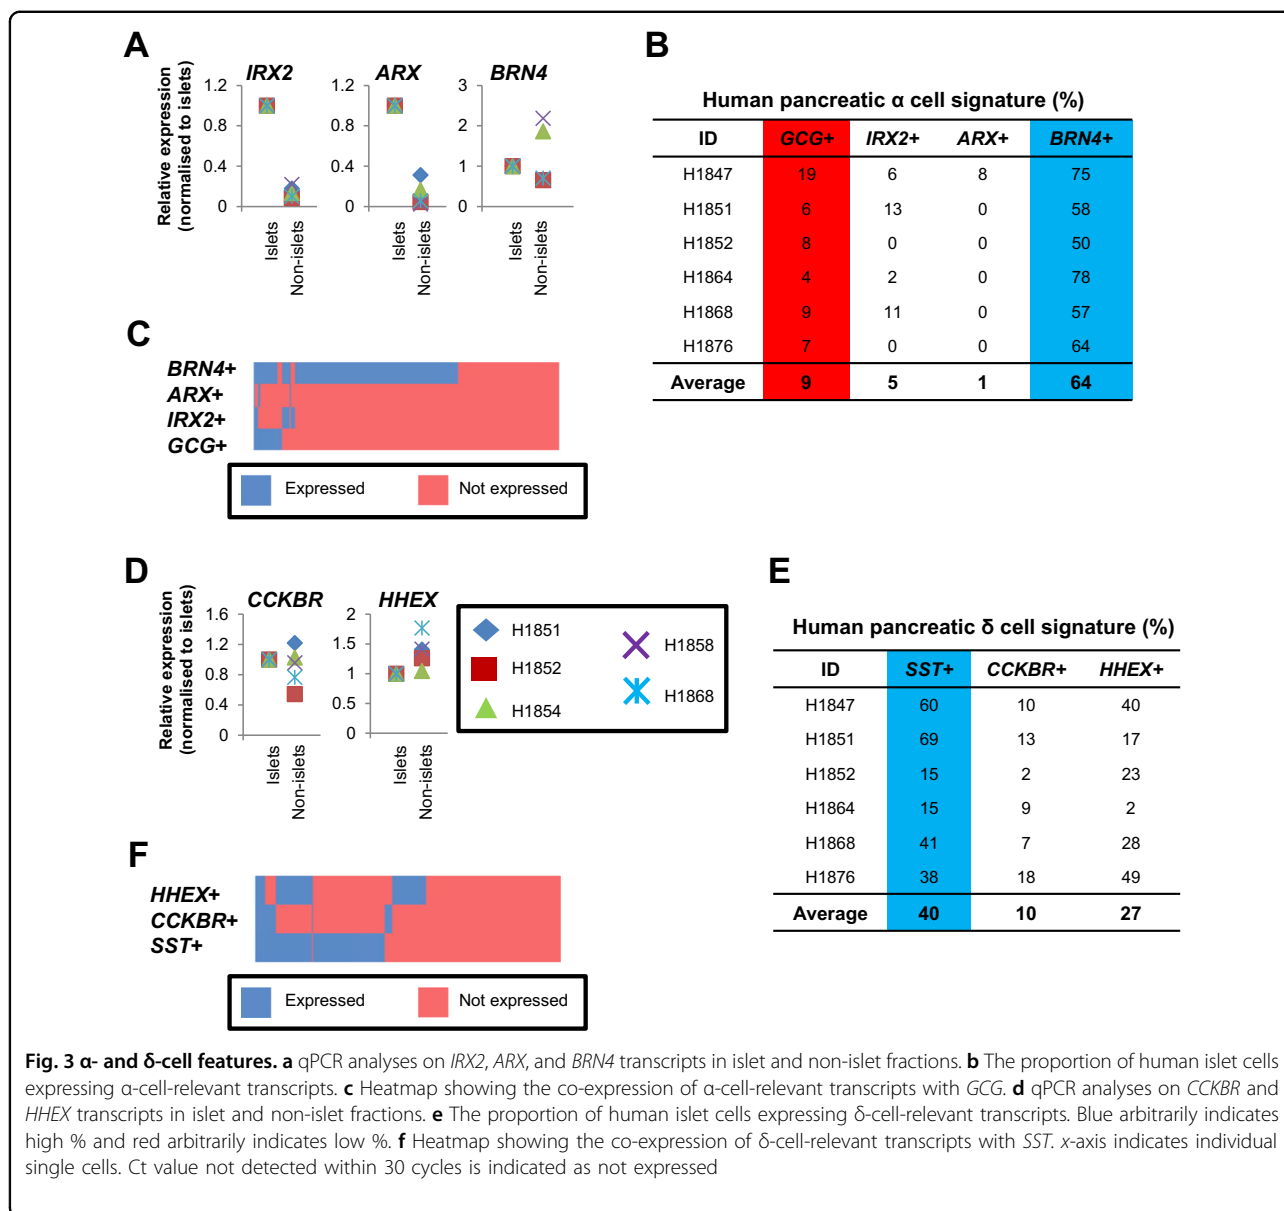 A
B
IRX2
ARX
BRN4
Relative expression
(normalised to islets)
1.2
1
0.8
0.4
0
1.2
1
0.8
0.4
0
3
2
1
0
Islets
Non-islets
Islets
Non-islets
Islets
Non-islets
Human pancreatic α cell signature (%)
ID GCG+ IRX2+ ARX+ BRN4+
H1847 19 6 8 75
H1851 6 13 0 58
H1852 8 0 0 50
H1864 4 2 0 78
H1868 9 11 0 57
H1876 7 0 0 64
Average 9 5 1 64
C
BRN4+
ARX+
IRX2+
GCG+
Expressed Not expressed
D
CCKBR
HHEX
Relative expression
(normalised to islets)
1.6
1.2
0.8
0.4
0
2
1.5
1
0.5
0
Islets
Non-islets
Islets
Non-islets
H1851
H1852
H1854
H1858
H1868
E
Human pancreatic δ cell signature (%)
ID SST+ CCKBR+ HHEX+
H1847 60 10 40
H1851 69 13 17
H1852 15 2 23
H1864 15 9 2
H1868 41 7 28
H1876 38 18 49
Average 40 10 27
F
HHEX+
CCKBR+
SST+
Expressed Not expressed
Fig. 3 α- and δ-cell features. a qPCR analyses on IRX2, ARX, and BRN4 transcripts in islet and non-islet fractions. b The proportion of human islet cells
expressing α-cell-relevant transcripts. c Heatmap showing the co-expression of α-cell-relevant transcripts with GCG. d qPCR analyses on CCKBR and
HHEX transcripts in islet and non-islet fractions. e The proportion of human islet cells expressing δ-cell-relevant transcripts. Blue arbitrarily indicates
high % and red arbitrarily indicates low %. f Heatmap showing the co-expression of δ-cell-relevant transcripts with SST. x-axis indicates individual
single cells. Ct value not detected within 30 cycles is indicated as not expressed